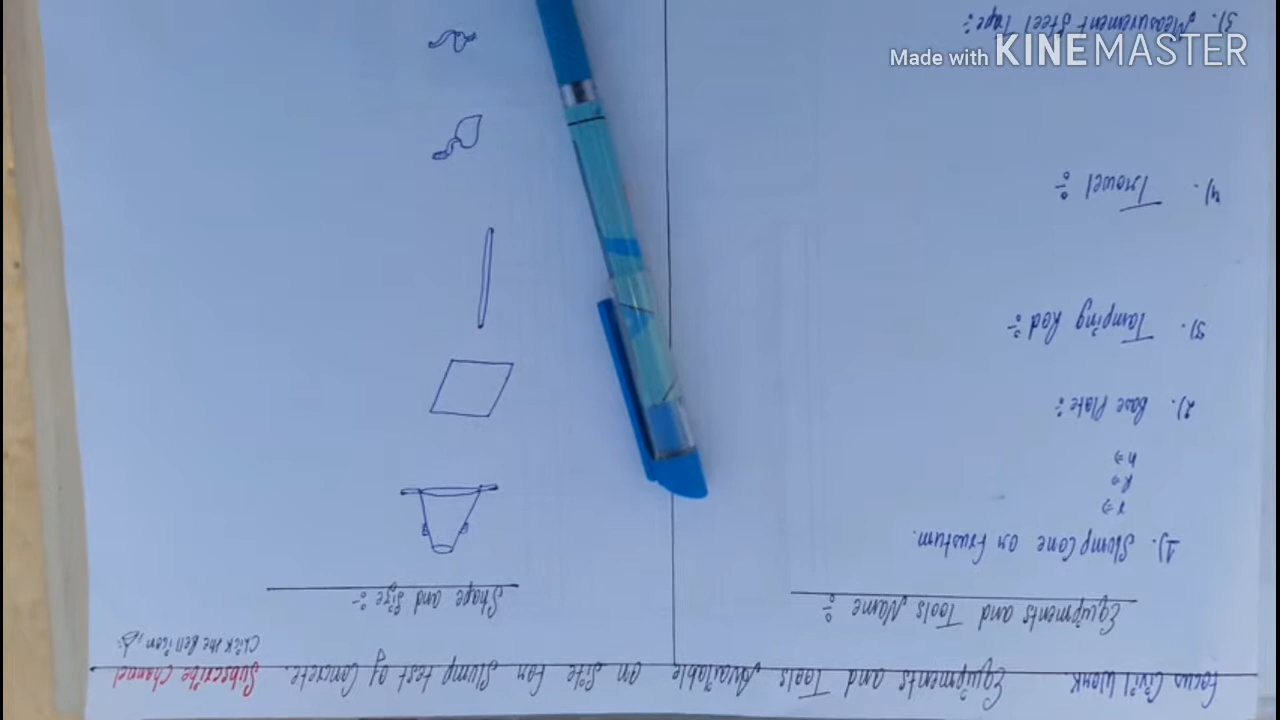 Focus Civil Work. Equipments and Tools Available on Site For Slump test of Concrete. Subscribe Channel
Click the Bell icon,
Equipments and Tools Name :-
Shape and Size :-
1). Slump Cone or Frustum.
r ⇒
R ⇒
h ⇒
2). Base Plate :-
3). Tamping Rod :-
4). Trowel :-
5). Measurement Steel Tape :-
Made with KINEMASTER